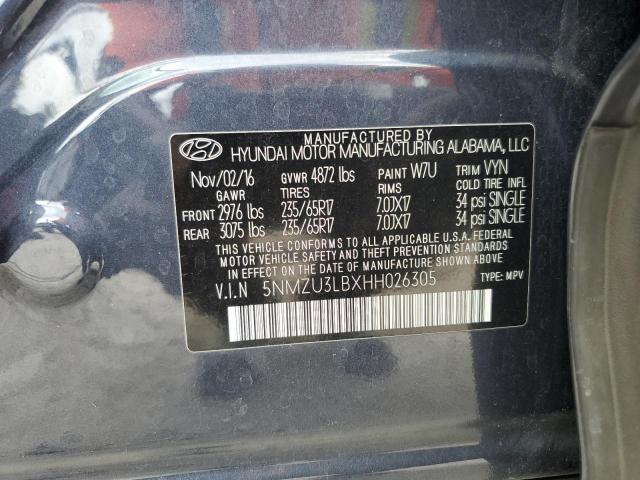 MANUFACTURED BY
HYUNDAI MOTOR MANUFACTURING ALABAMA, LLC
Nov/02/16 GVWR 4872 lbs PAINT W7U TRIM VYN
GAWR TIRES RIMS COLD TIRE INFL
FRONT 2976 lbs 235/65R17 7.0JX17 34 psi SINGLE
REAR 3075 lbs 235/65R17 7.0JX17 34 psi SINGLE
THIS VEHICLE CONFORMS TO ALL APPLICABLE U.S.A. FEDERAL
MOTOR VEHICLE SAFETY AND THEFT PREVENTION STANDARDS
IN EFFECT ON THE DATE OF MANUFACTURE SHOWN ABOVE.
V.I.N 5NMZU3LBXHH026305 TYPE: MPV